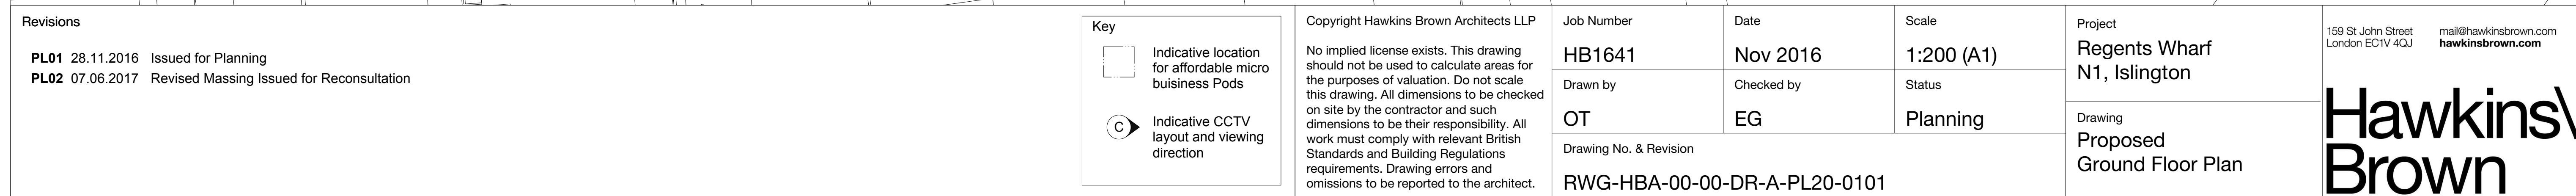 Revisions
PL01 28.11.2016 Issued for Planning
PL02 07.06.2017 Revised Massing Issued for Reconsultation
Key
Indicative location
for affordable micro
buisiness Pods
C
Indicative CCTV
layout and viewing
direction
Copyright Hawkins Brown Architects LLP
No implied license exists. This drawing
should not be used to calculate areas for
the purposes of valuation. Do not scale
this drawing. All dimensions to be checked
on site by the contractor and such
dimensions to be their responsibility. All
work must comply with relevant British
Standards and Building Regulations
requirements. Drawing errors and
omissions to be reported to the architect.
Job Number
HB1641
Date
Nov 2016
Scale
1:200 (A1)
Drawn by
OT
Checked by
EG
Status
Planning
Drawing No. & Revision
RWG-HBA-00-00-DR-A-PL20-0101
Project
Regents Wharf
N1, Islington
Drawing
Proposed
Ground Floor Plan
159 St John Street
London EC1V 4QJ
mail@hawkinsbrown.com
hawkinsbrown.com
Hawkins\
Brown